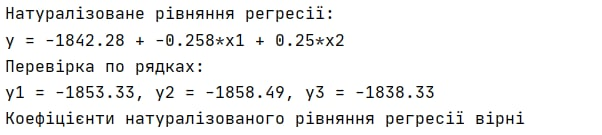 Натуралізоване рівняння регресії:
y = -1842.28 + -0.258*x1 + 0.25*x2
Перевірка по рядках:
y1 = -1853.33, y2 = -1858.49, y3 = -1838.33
Коефіцієнти натуралізованого рівняння регресії вірні